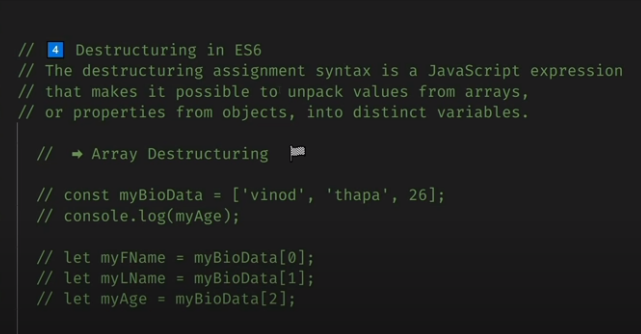 // 4 Destructuring in ES6
// The destructuring assignment syntax is a JavaScript expression
// that makes it possible to unpack values from arrays,
// or properties from objects, into distinct variables.
// ➡ Array Destructuring 🏁
// const myBioData = ['vinod', 'thapa', 26];
// console.log(myAge);
// let myFName = myBioData[0];
// let myLName = myBioData[1];
// let myAge = myBioData[2];